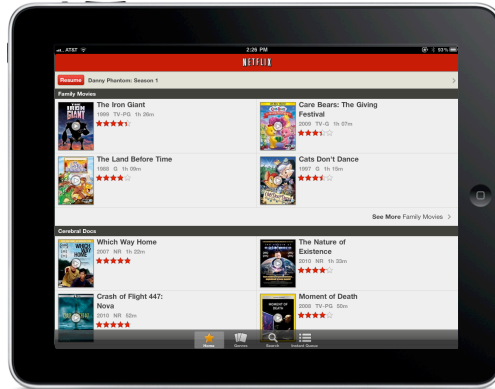 AT&T
2:26 PM
93%
NETFLIX
Resume
Danny Phantom: Season 1
Family Movies
The Iron Giant
1999 TV-PG 1h 26m
Care Bears: The Giving
Festival
2009 TV-G 1h 07m
The Land Before Time
1988 G 1h 09m
Cats Don't Dance
1997 G 1h 15m
See More Family Movies >
Cerebral Docs
Which Way Home
2007 NR 1h 22m
The Nature of
Existence
2010 NR 1h 33m
Crash of Flight 447:
Nova
2010 NR 52m
Moment of Death
2008 TV-PG 50m
Home
Genres
Search
Instant Queue